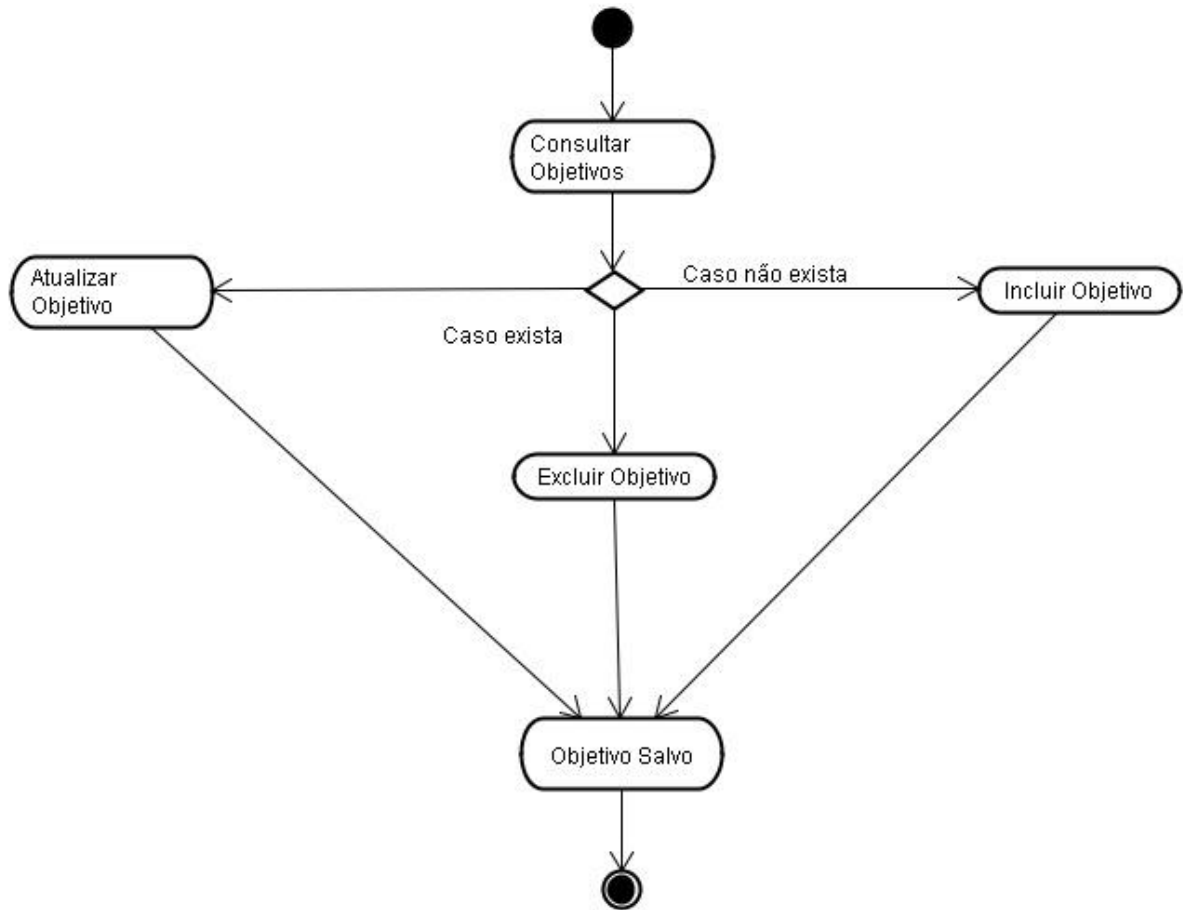 Consultar
Objetivos
Atualizar
Objetivo
Caso não exista
Incluir Objetivo
Caso exista
Excluir Objetivo
Objetivo Salvo